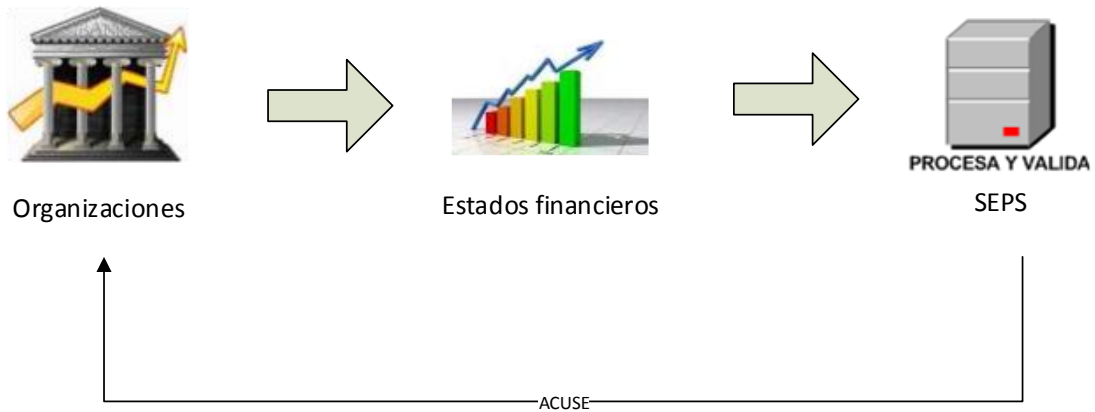 PROCESA Y VALIDA
Organizaciones
Estados financieros
SEPS
ACUSE